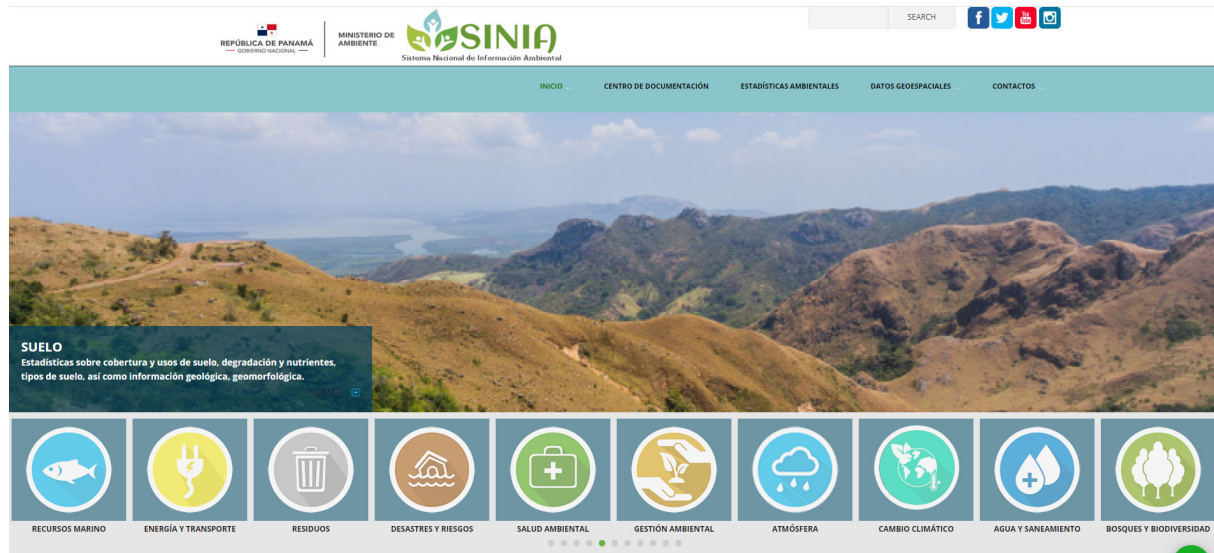 REPÚBLICA DE PANAMÁ
GOBIERNO NACIONAL
MINISTERIO DE
AMBIENTE
SINIA
Sistema Nacional de Información Ambiental
SEARCH
You
INICIO
CENTRO DE DOCUMENTACIÓN
ESTADÍSTICAS AMBIENTALES
DATOS GEOESPACIALES
CONTACTOS
SUELO
Estadísticas sobre cobertura y usos de suelo, degradación y nutrientes,
tipos de suelo, así como información geológica, geomorfológica.
RECURSOS MARINO
ENERGÍA Y TRANSPORTE
RESIDUOS
DESASTRES Y RIESGOS
SALUD AMBIENTAL
GESTIÓN AMBIENTAL
ATMÓSFERA
CAMBIO CLIMÁTICO
AGUA Y SANEAMIENTO
BOSQUES Y BIODIVERSIDAD